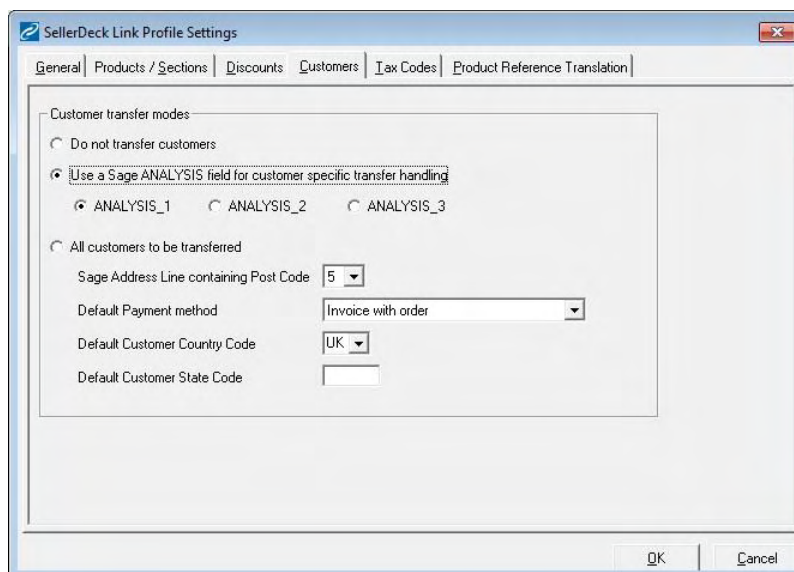 SellerDeck Link Profile Settings
General Products / Sections Discounts Customers Tax Codes Product Reference Translation
Customer transfer modes
Do not transfer customers
Use a Sage ANALYSIS field for customer specific transfer handling
ANALYSIS_1 ANALYSIS_2 ANALYSIS_3
All customers to be transferred
Sage Address Line containing Post Code 5
Default Payment method Invoice with order
Default Customer Country Code UK
Default Customer State Code
OK Cancel